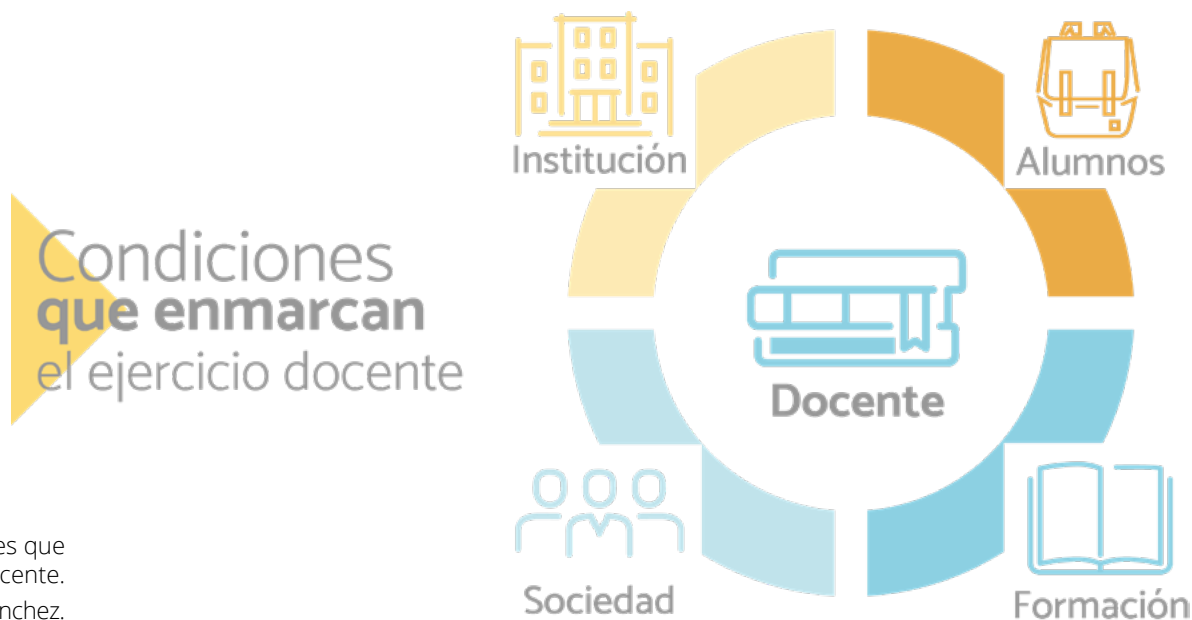 Institución
Alumnos
Condiciones
que enmarcan
el ejercicio docente
Docente
es que
cente.
nchez.
Sociedad
Formación